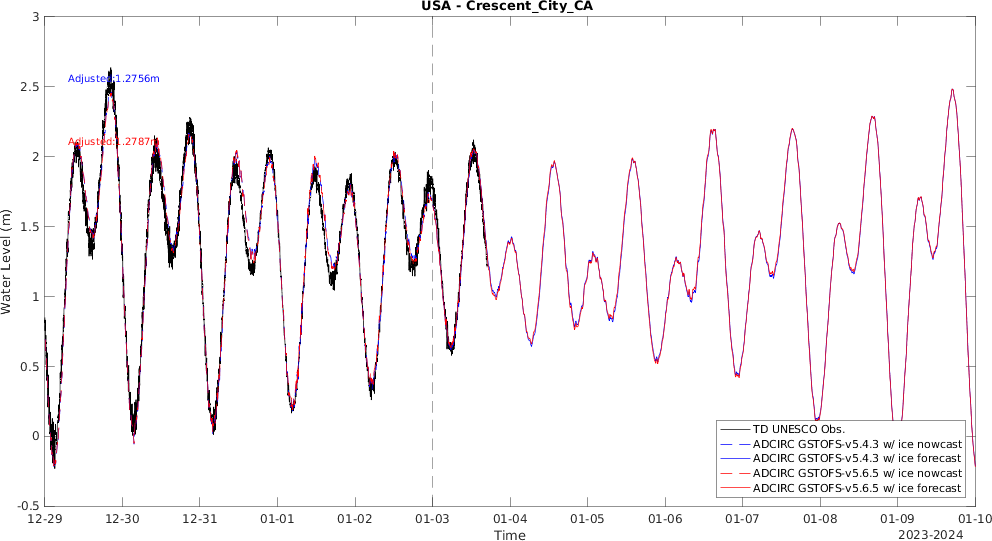 USA - Crescent_City_CA
3
2.5
2
1.5
1
0.5
0
-0.5
Water Level (m)
Adjusted:1.2756m
Adjusted:1.2787m
TD UNESCO Obs.
ADCIRC GSTOFS-v5.4.3 w/ ice nowcast
ADCIRC GSTOFS-v5.4.3 w/ ice forecast
ADCIRC GSTOFS-v5.6.5 w/ ice nowcast
ADCIRC GSTOFS-v5.6.5 w/ ice forecast
12-29 12-30 12-31 01-01 01-02 01-03 01-04 01-05 01-06 01-07 01-08 01-09 01-10
Time
2023-2024